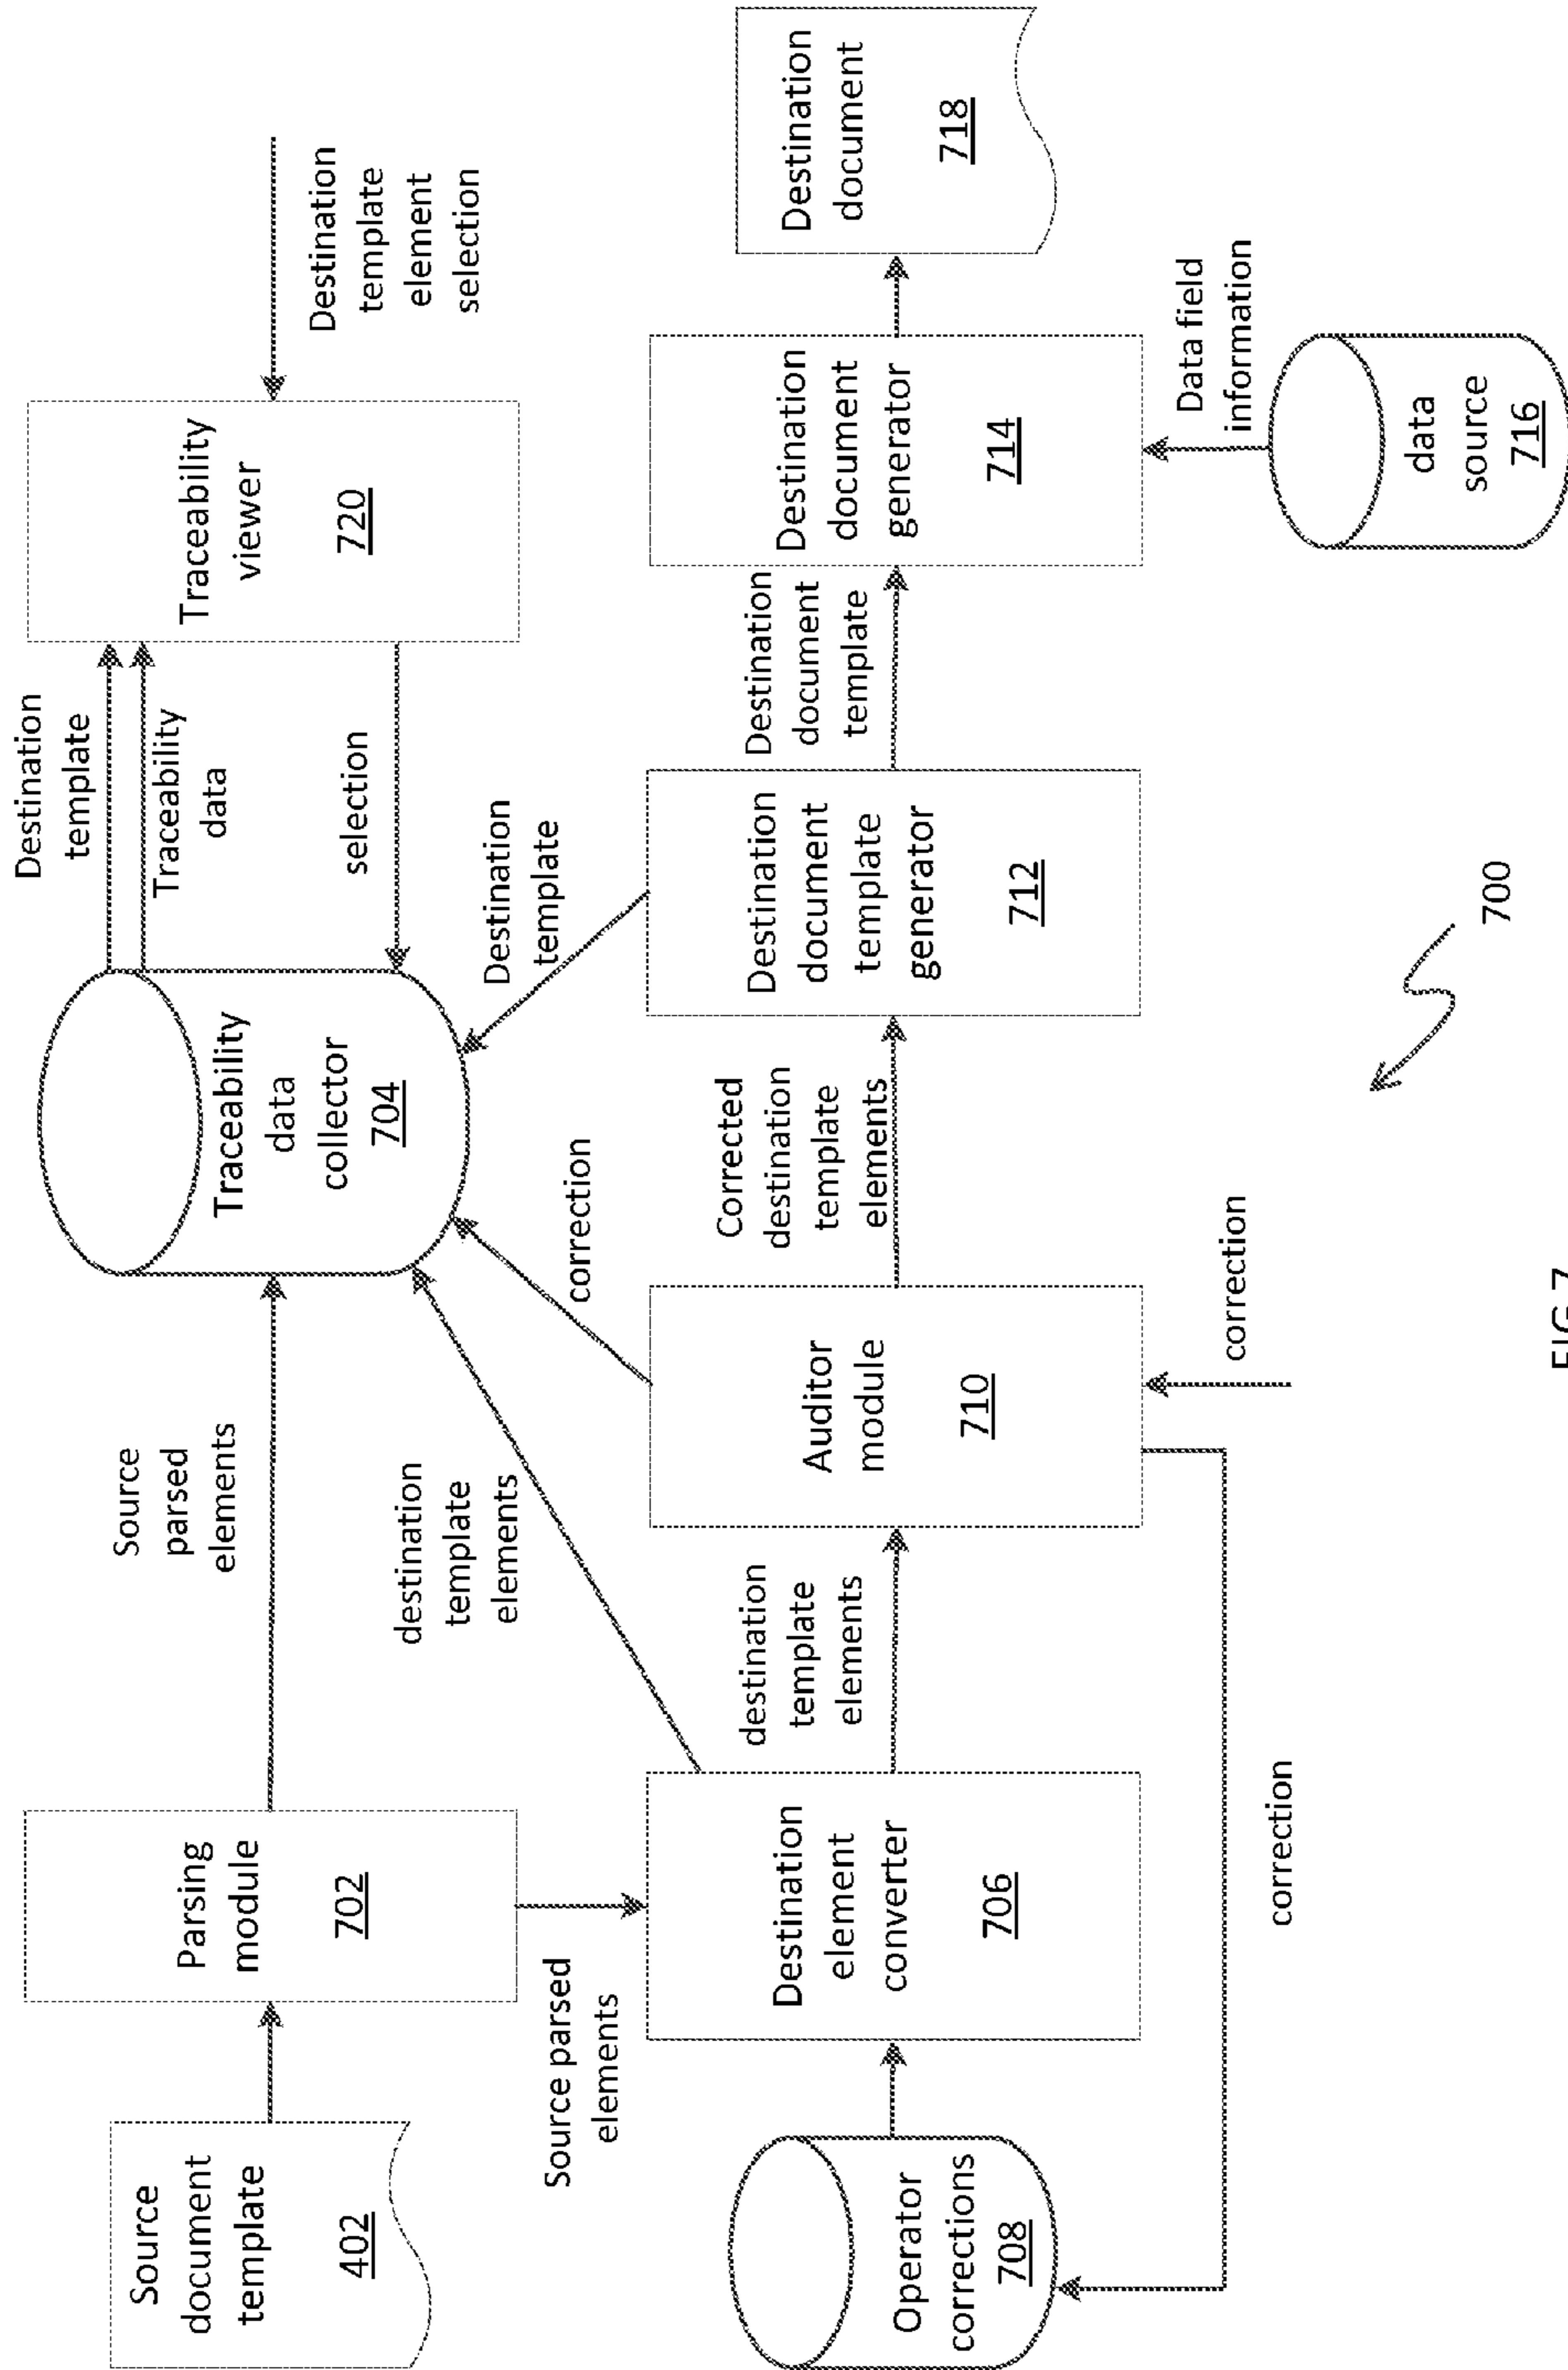 Source
document
template
402
Parsing
module
702
Source
parsed
elements
Traceability
data
collector
704
Destination
template
Traceability
data
selection
Traceability
viewer
720
Destination
template
element
selection
Source parsed
elements
destination
template
elements
correction
Destination
template
Operator
corrections
708
Destination
element
converter
706
destination
template
elements
Auditor
module
710
Corrected
destination
template
elements
Destination
document
template
generator
712
Destination
document
template
Destination
document
generator
714
Destination
document
718
correction
correction
Data field
information
data
source
716
700
FIG 7